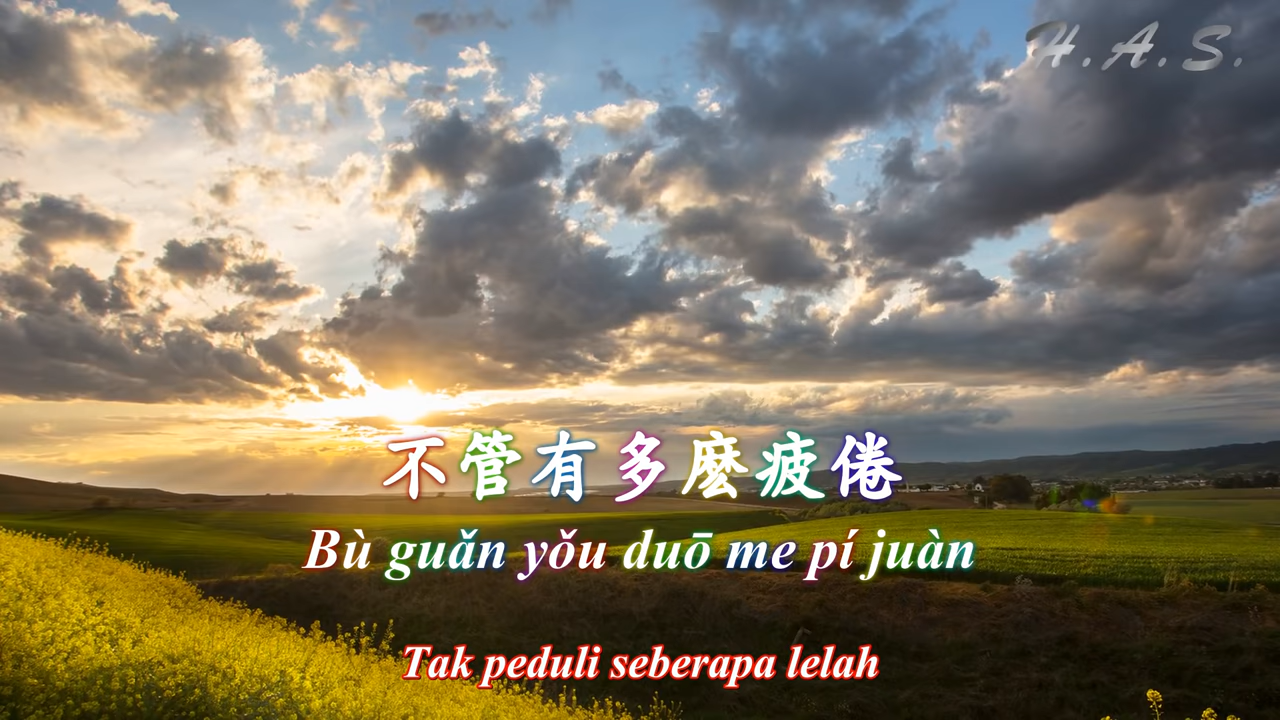 H.A.S.
不管有多麼疲倦
Bù guǎn yǒu duō me pí juàn
Tak peduli seberapa lelah